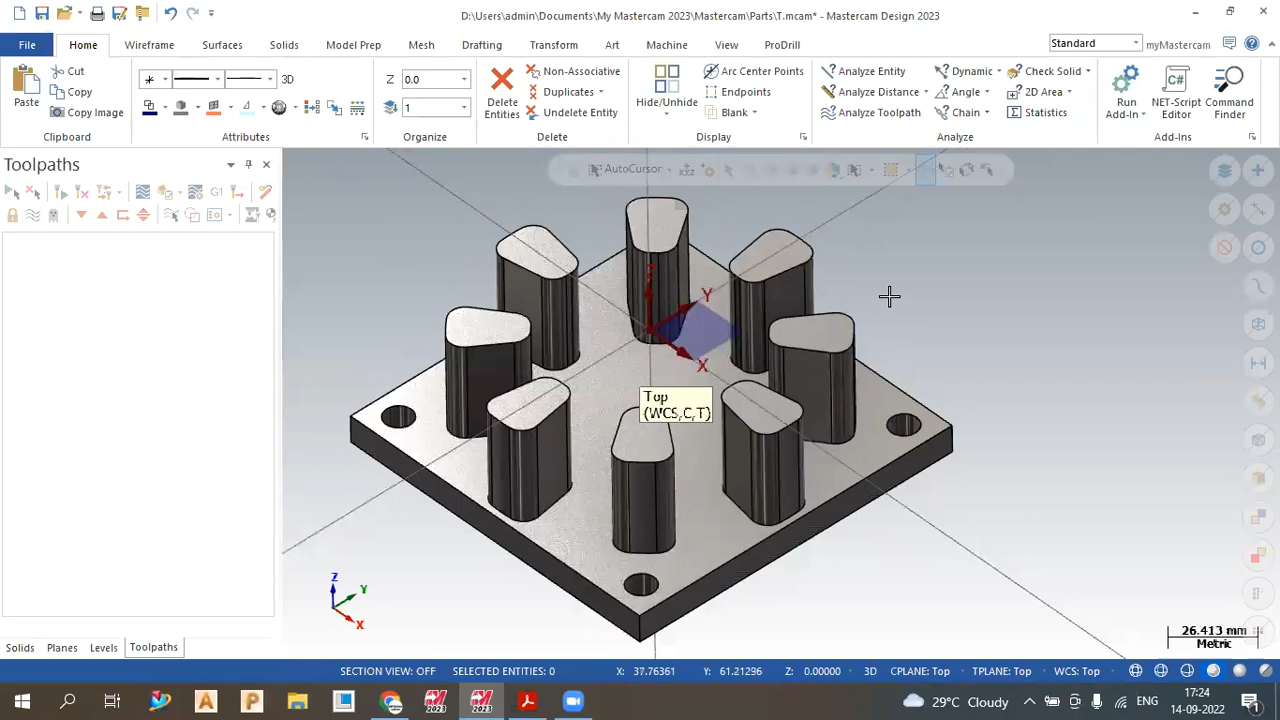 D:\Users\admin\Documents\My Mastercam 2023\Mastercam\Parts\T.mcam* - Mastercam Design 2023
File
Home
Wireframe
Surfaces
Solids
Model Prep
Mesh
Drafting
Transform
Art
Machine
View
ProDrill
Standard
myMastercam
Paste
Cut
Copy
Copy Image
Clipboard
3D
Attributes
Z
0.0
1
Organize
Delete
Entities
Non-Associative
Duplicates
Undelete Entity
Delete
Hide/Unhide
Arc Center Points
Endpoints
Blank
Display
Analyze Entity
Analyze Distance
Analyze Toolpath
Dynamic
Angle
Chain
Check Solid
2D Area
Statistics
Analyze
Run
Add-In
NET-Script
Editor
Command
Finder
C#
Add-Ins
Toolpaths
G1
AutoCursor
XYZ
Z
Y
X
Top
(WCS,C,T)
Z
Y
X
26.413 mm
Metric
Solids
Planes
Levels
Toolpaths
SECTION VIEW: OFF
SELECTED ENTITIES: 0
X: 37.76361
Y: 61.21296
Z: 0.00000
3D
CPLANE: Top
TPLANE: Top
WCS: Top
A
P
2023
2023
29°C Cloudy
ENG
17:24
14-09-2022
1